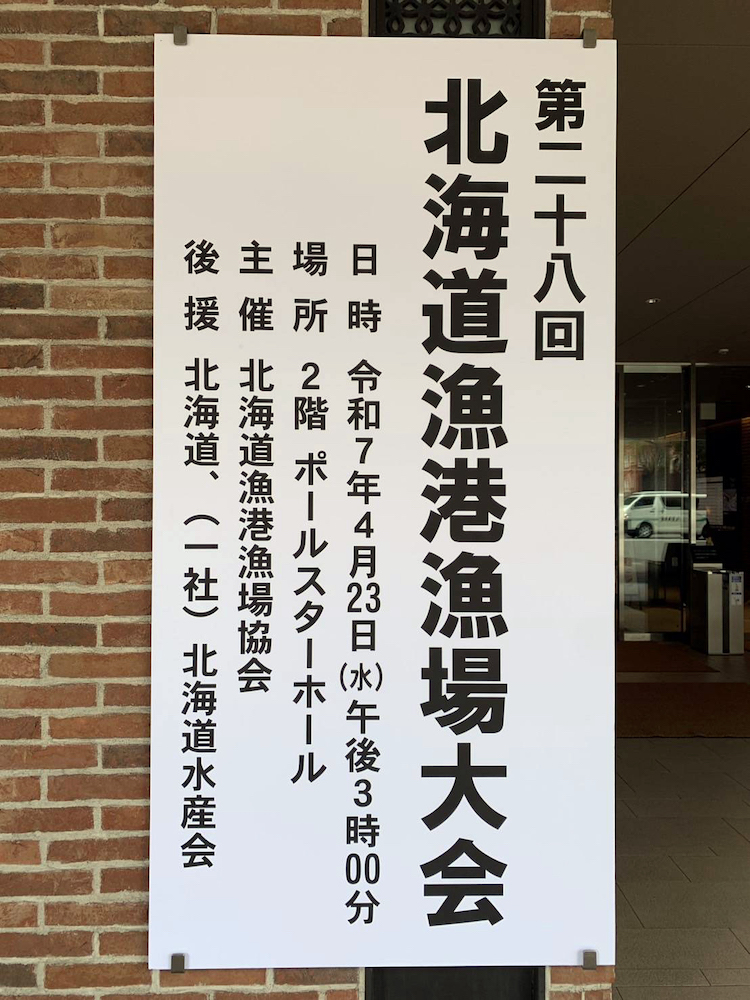 第二十八回
北海道漁港漁場大会
日時 令和7年4月23日(水)午後3時00分
場所 2階 ポールスターホール
主催 北海道漁港漁場協会
後援 北海道、(一社)北海道水産会